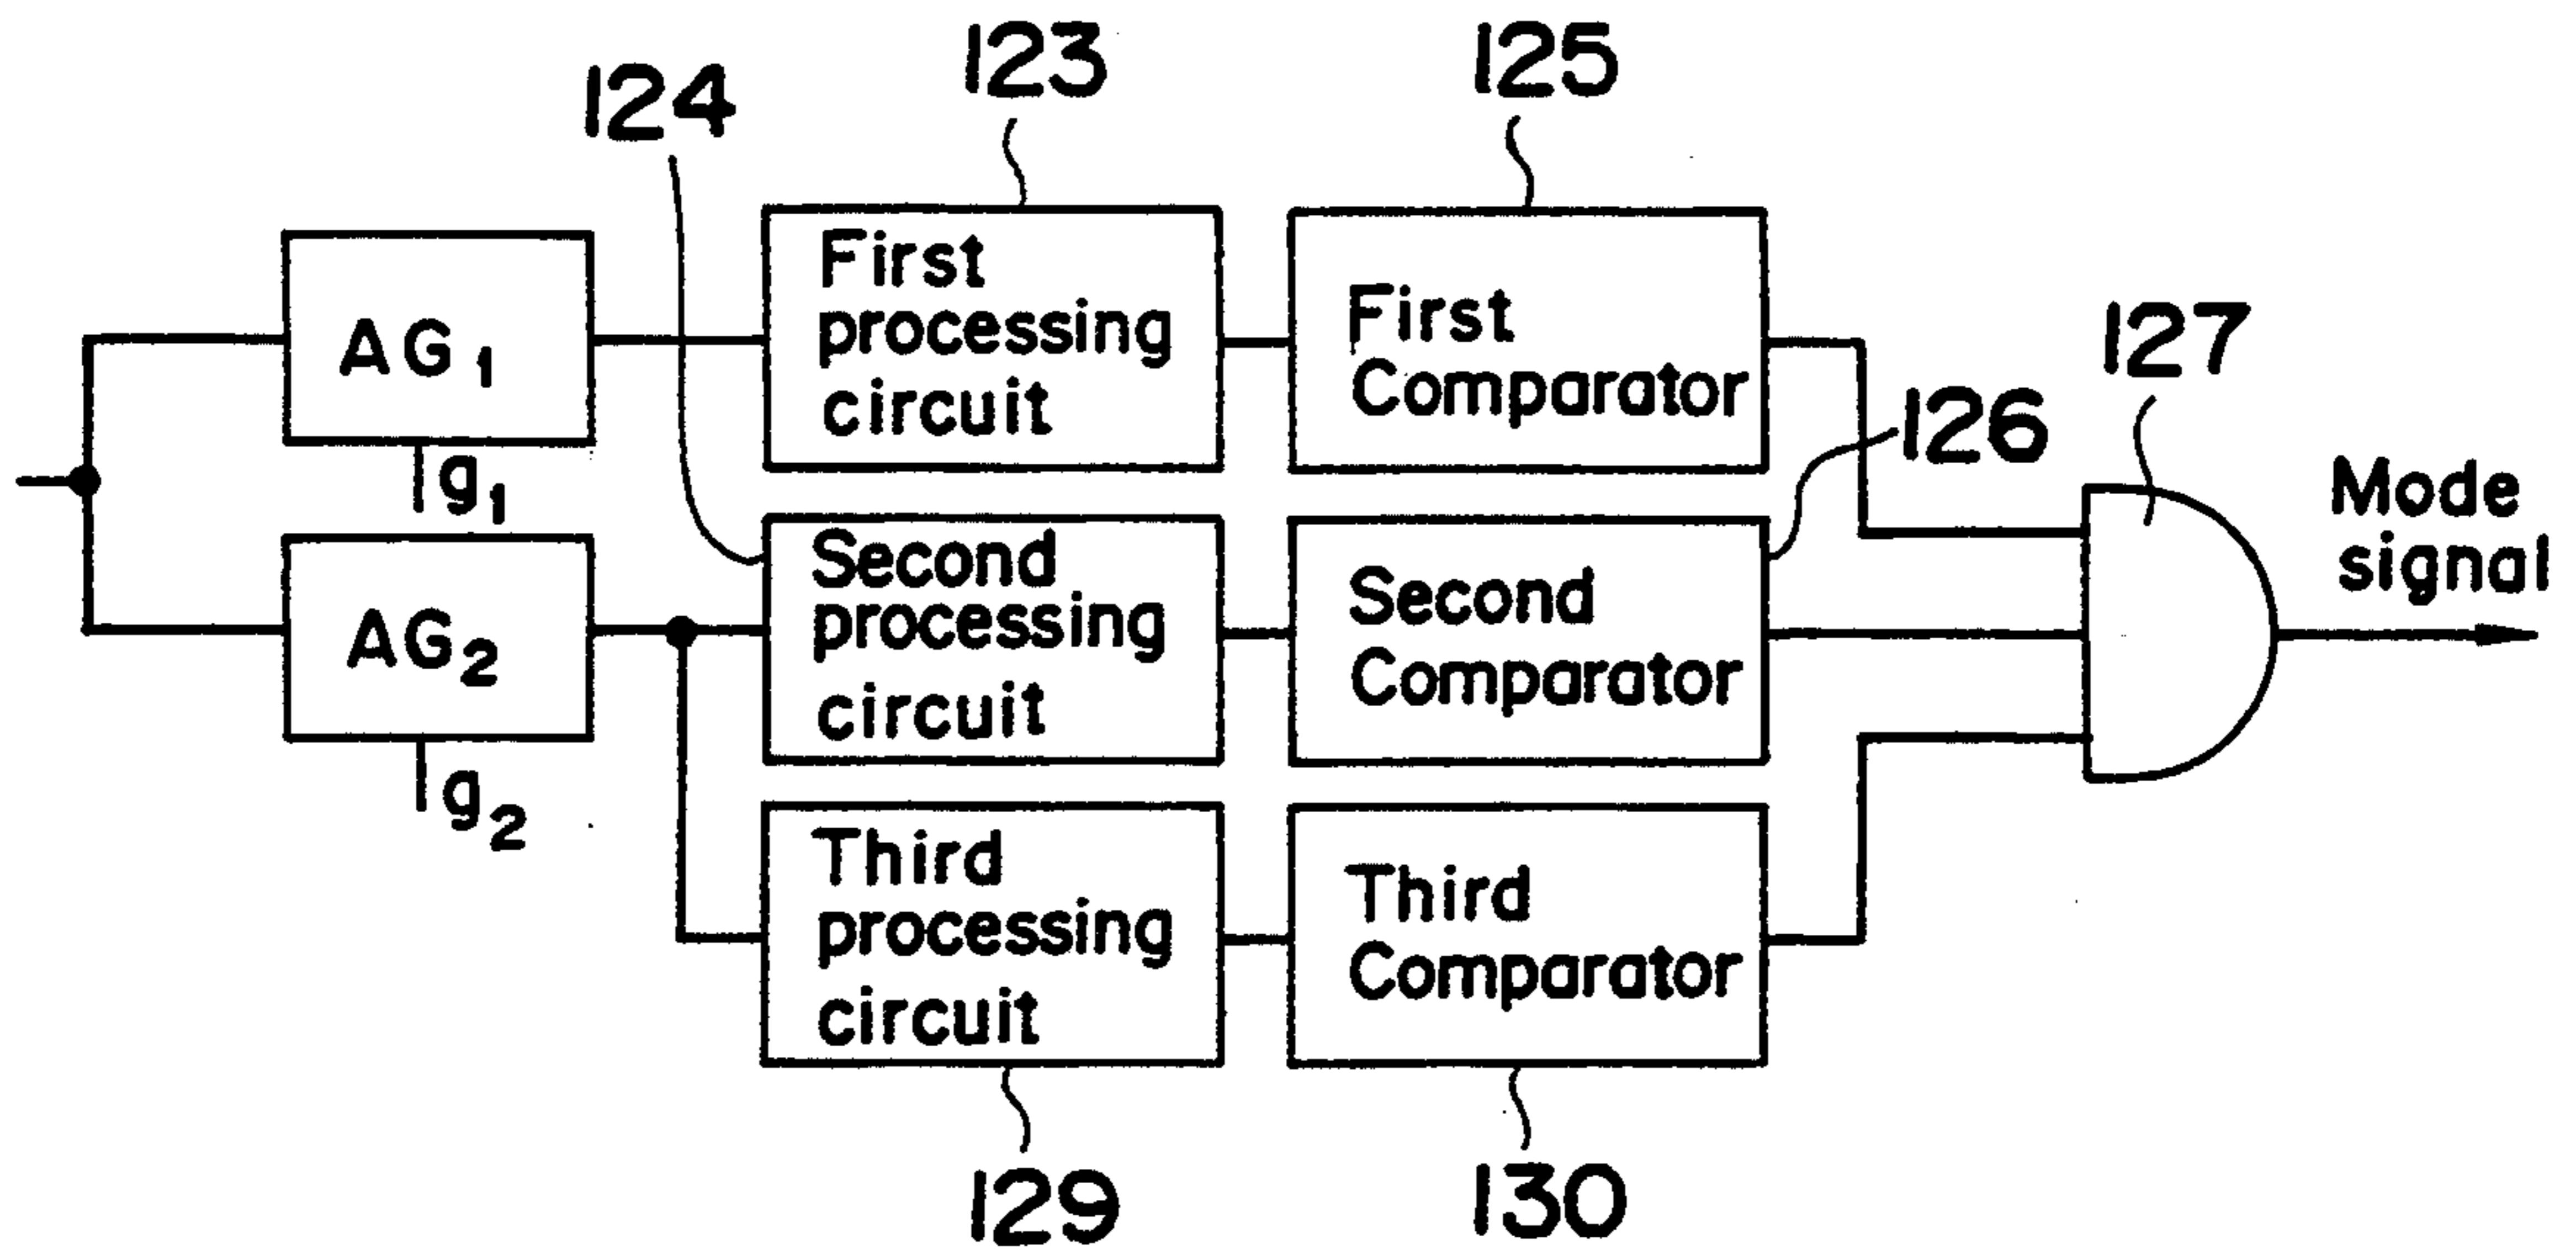 123
125
124
First
processing
circuit
First
Comparator
127
AG1
g1
126
Mode
signal
Second
processing
circuit
Second
Comparator
AG2
g2
Third
processing
circuit
Third
Comparator
129
130